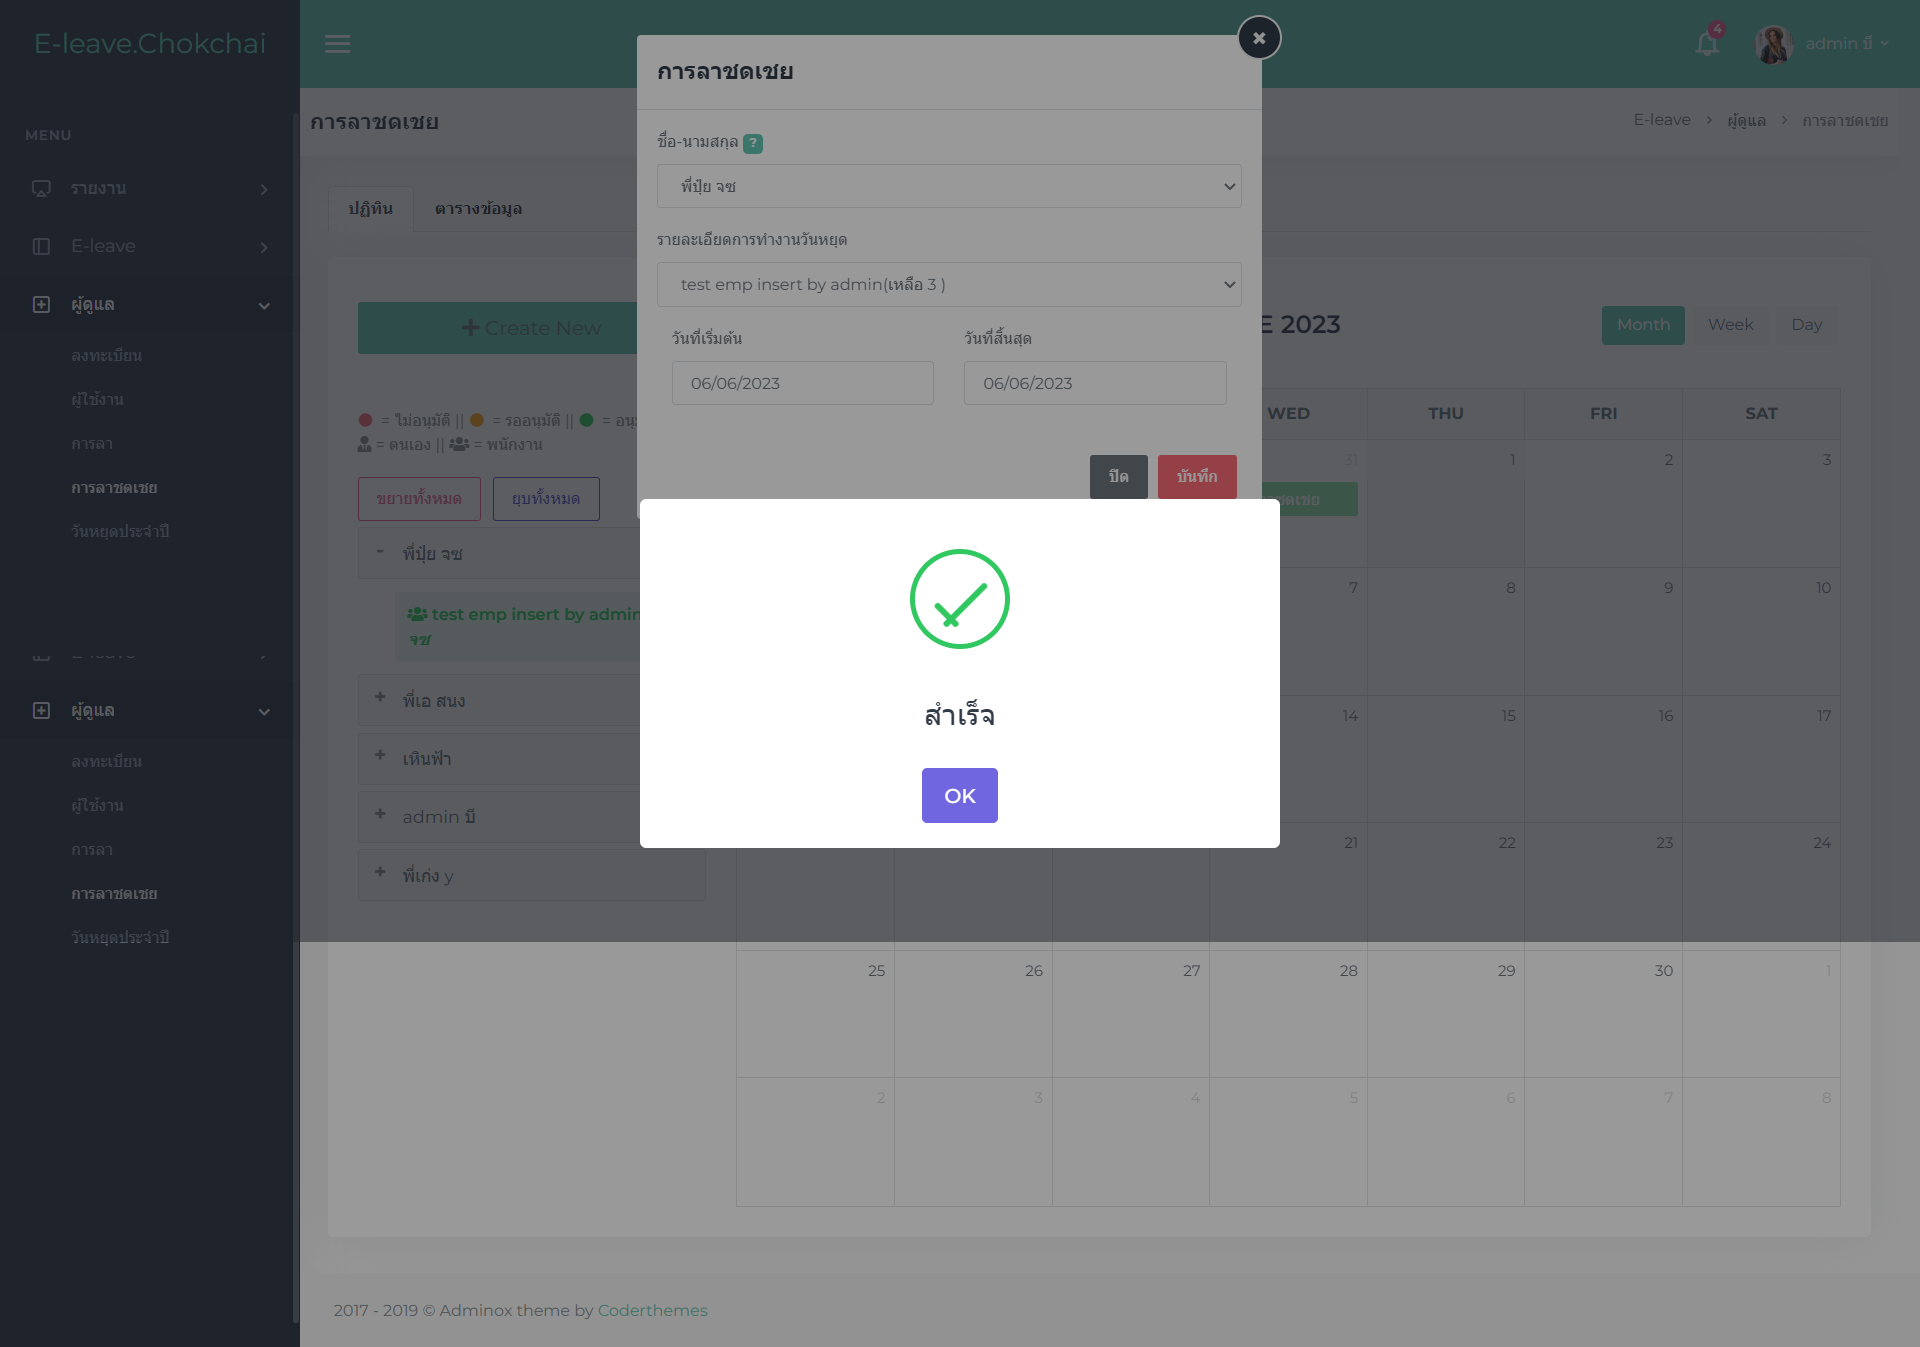 E-leave.Chokchai
4
admin บี
MENU
รายงาน
E-leave
ผู้ดูแล
ลงทะเบียน
ผู้ใช้งาน
การลา
การลาชดเชย
วันหยุดประจำปี
ผู้ดูแล
ลงทะเบียน
ผู้ใช้งาน
การลา
การลาชดเชย
วันหยุดประจำปี
การลาชดเชย
E-leave > ผู้ดูแล > การลาชดเชย
ปฏิทิน
ตารางข้อมูล
Create New
= ไม่อนุมัติ || = รออนุมัติ ||
= ตนเอง || = พนักงาน
ขยายทั้งหมด
ยุบทั้งหมด
- พี่ปุ้ย จซ
test emp insert by admin
จซ
+ พี่เอ สนง
+ เหินฟ้า
+ admin บี
+ พี่เก่ง y
การลาชดเชย
ชื่อ-นามสกุล ?
พี่ปุ้ย จซ
รายละเอียดการทำงานวันหยุด
test emp insert by admin(เหลือ 3 )
วันที่เริ่มต้น
วันที่สิ้นสุด
06/06/2023
06/06/2023
ปิด
บันทึก
สำเร็จ
OK
E 2023
Month
Week
Day
WED THU FRI SAT
31 1 2 3
7 8 9 10
14 15 16 17
21 22 23 24
25 26 27 28 29 30 1
2 3 4 5 6 7 8
2017 - 2019 © Adminox theme by Coderthemes